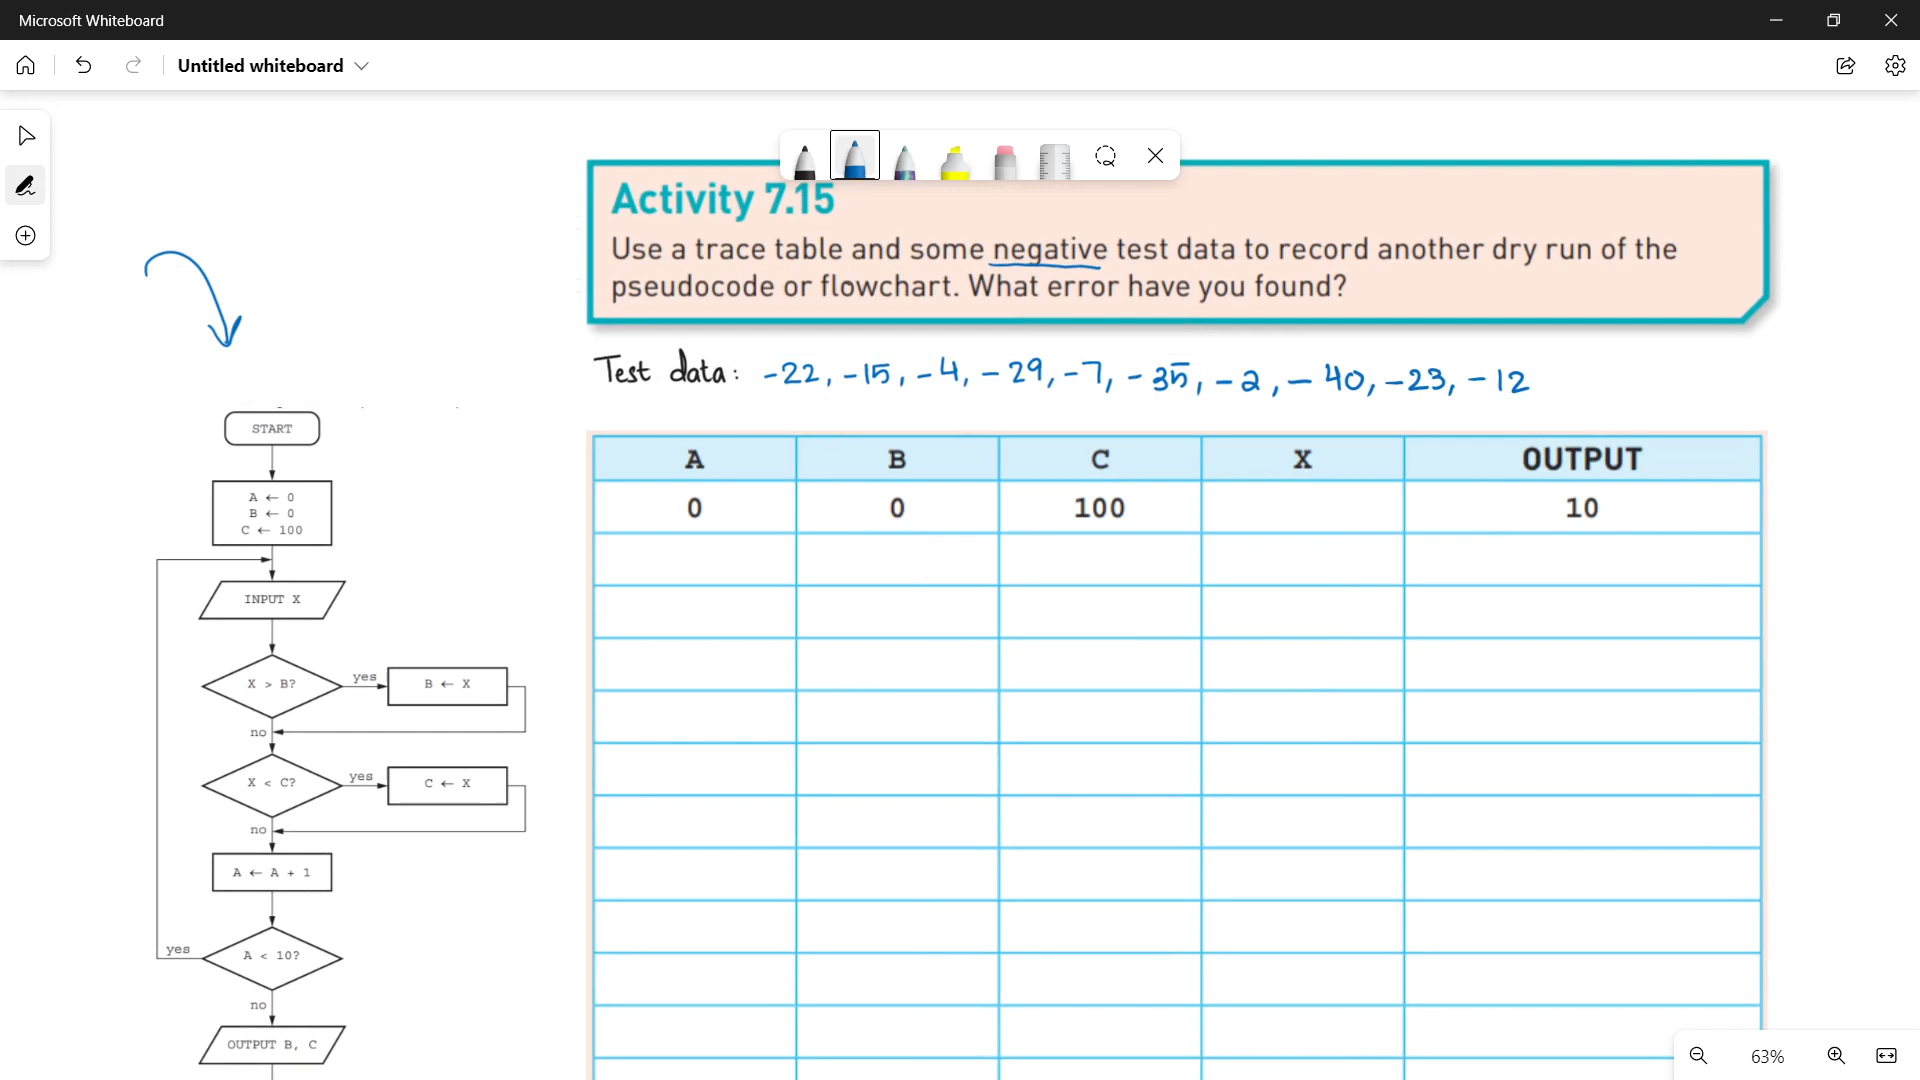 Microsoft Whiteboard
Untitled whiteboard
Activity 7.15
Use a trace table and some negative test data to record another dry run of the
pseudocode or flowchart. What error have you found?
Test data: -22, -15, -4, -29, -7, -35, -2, -40, -23, -12
START
A ← 0
B ← 0
C ← 100
INPUT X
X > B?
yes
B ← X
no
X < C?
yes
C ← X
no
A ← A + 1
A < 10?
yes
no
OUTPUT B, C
A B C X OUTPUT
0 0 100 10
63%